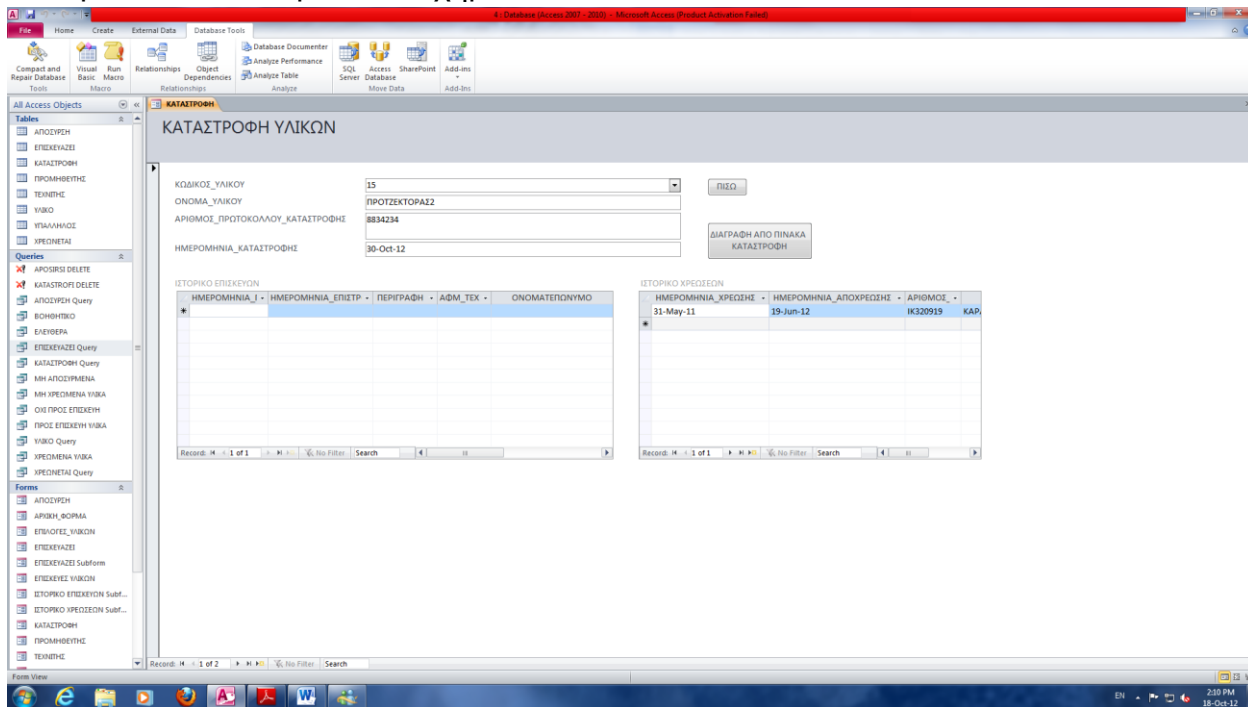 4 : Database (Access 2007 - 2010) - Microsoft Access (Product Activation Failed)
File Home Create External Data Database Tools
Compact and Repair Database
Visual Basic
Run Macro
Relationships
Object Dependencies
Database Documenter
Analyze Performance
Analyze Table
SQL Server
Access Database
SharePoint
Add-ins
Tools Macro Relationships Analyze Move Data Add-Ins
All Access Objects
Tables
ΑΠΟΣΥΡΣΗ
ΕΠΙΣΚΕΥΑΖΕΙ
ΚΑΤΑΣΤΡΟΦΗ
ΠΡΟΜΗΘΕΥΤΗΣ
ΤΕΧΝΙΤΗΣ
ΥΛΙΚΟ
ΥΠΑΛΛΗΛΟΣ
ΧΡΕΩΝΕΤΑΙ
Queries
APOSIRSI DELETE
KATASTROFI DELETE
ΑΠΟΣΥΡΣΗ Query
ΒΟΗΘΗΤΙΚΟ
ΕΛΕΥΘΕΡΑ
ΕΠΙΣΚΕΥΑΖΕΙ Query
ΚΑΤΑΣΤΡΟΦΗ Query
ΜΗ ΑΠΟΣΥΡΜΕΝΑ
ΜΗ ΧΡΕΩΜΕΝΑ ΥΛΙΚΑ
ΟΧΙ ΠΡΟΣ ΕΠΙΣΚΕΥΗ
ΠΡΟΣ ΕΠΙΣΚΕΥΗ ΥΛΙΚΑ
ΥΛΙΚΟ Query
ΧΡΕΩΜΕΝΑ ΥΛΙΚΑ
ΧΡΕΩΝΕΤΑΙ Query
Forms
ΑΠΟΣΥΡΣΗ
ΑΡΧΙΚΗ_ΦΟΡΜΑ
ΕΠΙΛΟΓΕΣ_ΥΛΙΚΩΝ
ΕΠΙΣΚΕΥΑΖΕΙ
ΕΠΙΣΚΕΥΑΖΕΙ Subform
ΕΠΙΣΚΕΥΕΣ ΥΛΙΚΩΝ
ΙΣΤΟΡΙΚΟ ΕΠΙΣΚΕΥΩΝ Subf...
ΙΣΤΟΡΙΚΟ ΧΡΕΩΣΕΩΝ Subf...
ΚΑΤΑΣΤΡΟΦΗ
ΠΡΟΜΗΘΕΥΤΗΣ
ΤΕΧΝΙΤΗΣ
ΚΑΤΑΣΤΡΟΦΗ
ΚΑΤΑΣΤΡΟΦΗ ΥΛΙΚΩΝ
ΚΩΔΙΚΟΣ_ΥΛΙΚΟΥ 15
ΠΙΣΩ
ΟΝΟΜΑ_ΥΛΙΚΟΥ ΠΡΟΤΖΕΚΤΟΡΑΣ2
ΑΡΙΘΜΟΣ_ΠΡΩΤΟΚΟΛΛΟΥ_ΚΑΤΑΣΤΡΟΦΗΣ 8834234
ΔΙΑΓΡΑΦΗ ΑΠΟ ΠΙΝΑΚΑ
ΚΑΤΑΣΤΡΟΦΗ
ΗΜΕΡΟΜΗΝΙΑ_ΚΑΤΑΣΤΡΟΦΗΣ 30-Oct-12
ΙΣΤΟΡΙΚΟ ΕΠΙΣΚΕΥΩΝ
ΗΜΕΡΟΜΗΝΙΑ_Ι ΗΜΕΡΟΜΗΝΙΑ_ΕΠΙΣΤΡ ΠΕΡΙΓΡΑΦΗ ΑΦΜ_ΤΕΧ ΟΝΟΜΑΤΕΠΩΝΥΜΟ
Record: 1 of 1 No Filter Search
ΙΣΤΟΡΙΚΟ ΧΡΕΩΣΕΩΝ
ΗΜΕΡΟΜΗΝΙΑ_ΧΡΕΩΣΗΣ ΗΜΕΡΟΜΗΝΙΑ_ΑΠΟΧΡΕΩΣΗΣ ΑΡΙΘΜΟΣ_
31-May-11 19-Jun-12 ΙΚ320919 ΚΑΡΑ
Record: 1 of 1 No Filter Search
Record: 1 of 2 No Filter Search
Form View
EN 2:10 PM
18-Oct-12